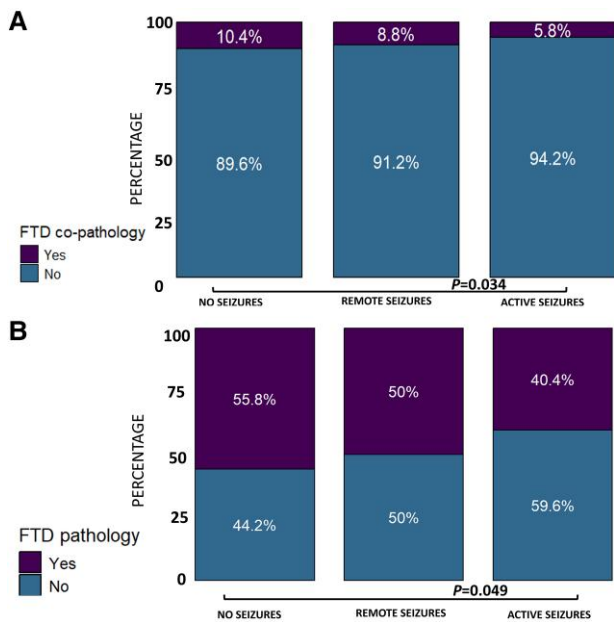 A
100
75
50
25
0
PERCENTAGE
10.4%
8.8%
5.8%
89.6%
91.2%
94.2%
FTD co-pathology
Yes
No
P=0.034
NO SEIZURES
REMOTE SEIZURES
ACTIVE SEIZURES
B
100
75
50
25
0
PERCENTAGE
55.8%
50%
40.4%
44.2%
50%
59.6%
FTD pathology
Yes
No
P=0.049
NO SEIZURES
REMOTE SEIZURES
ACTIVE SEIZURES